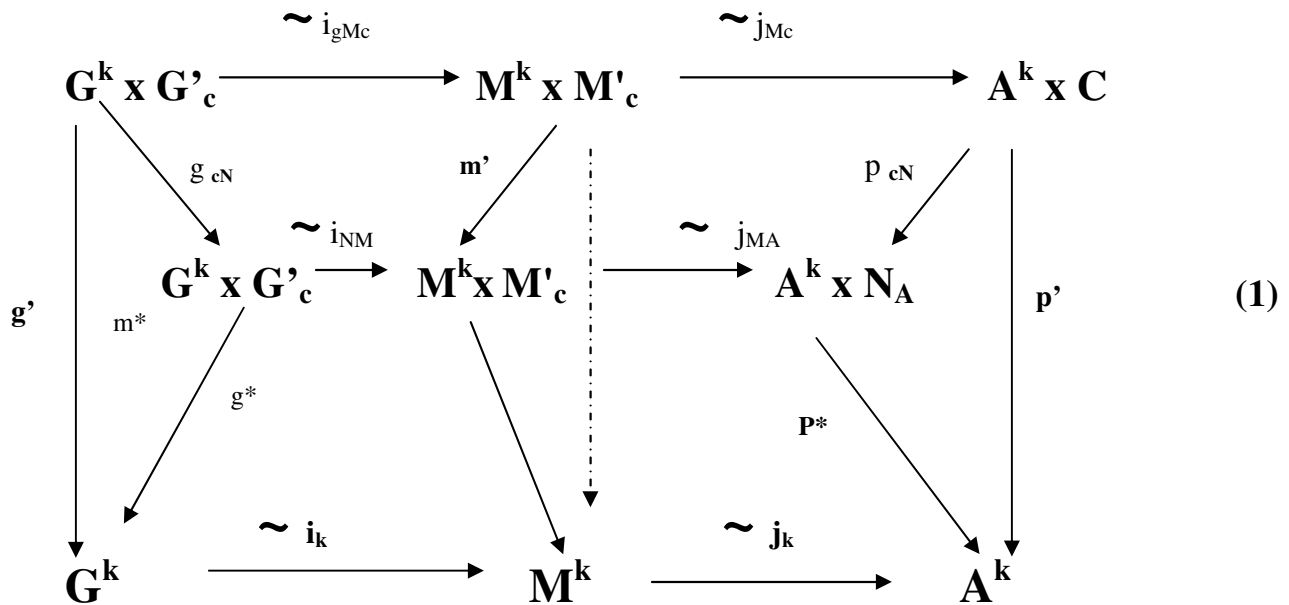 ~ i_gMc ~ j_Mc
G^k x G'_c M^k x M'_c A^k x C
g_cN m' p_cN
~ i_NM ~ j_MA
G^k x G'_c M^k x M'_c A^k x N_A (1)
g' m* p'
g* P*
~ i_k ~ j_k
G^k M^k A^k